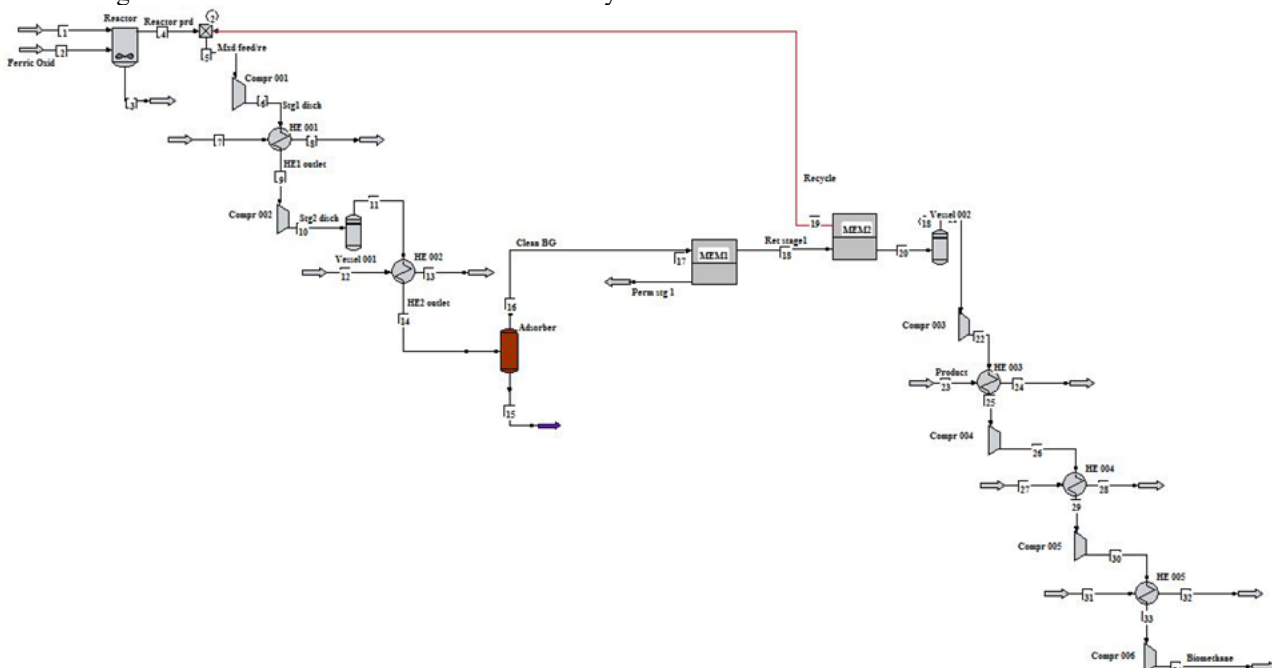 Reactor
Reactor prd
2
1
4
2
Ferric Oxid
5
Mxd feed/re
3
Compr 001
6
Stg1 disch
HE 001
7
8
HE1 outlet
9
Compr 002
Stg2 disch
10
11
Vessel 001
12
HE 002
13
HE2 outlet
14
Clean BG
16
Adsorber
15
17
MEM1
Perm stg 1
Ret stage1
18
Recycle
19
MEM2
20
18
Vessel 002
Compr 003
22
Product
23
HE 003
24
25
Compr 004
26
HE 004
27
28
29
Compr 005
30
HE 005
31
32
33
Compr 006
Biomethane